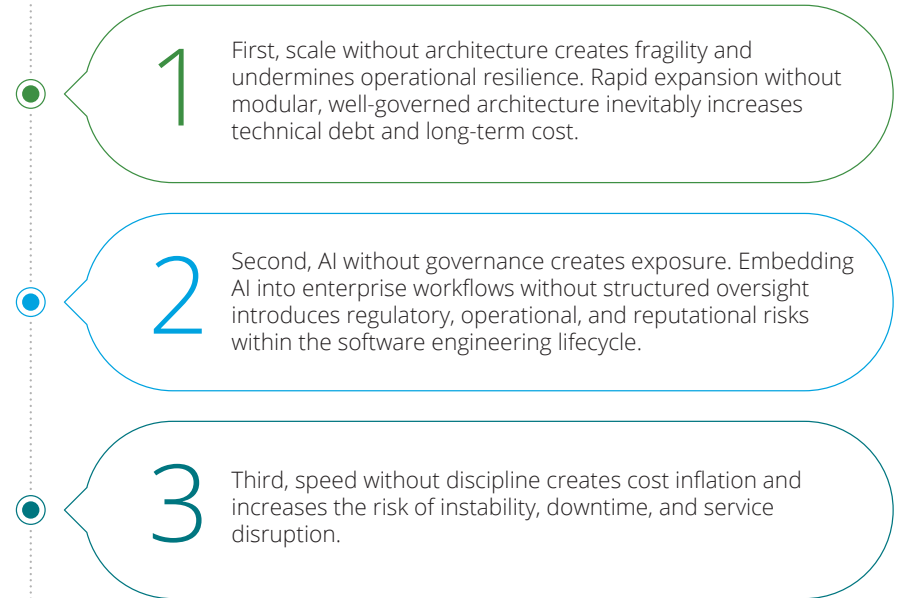 1
First, scale without architecture creates fragility and
undermines operational resilience. Rapid expansion without
modular, well-governed architecture inevitably increases
technical debt and long-term cost.
2
Second, AI without governance creates exposure. Embedding
AI into enterprise workflows without structured oversight
introduces regulatory, operational, and reputational risks
within the software engineering lifecycle.
3
Third, speed without discipline creates cost inflation and
increases the risk of instability, downtime, and service
disruption.